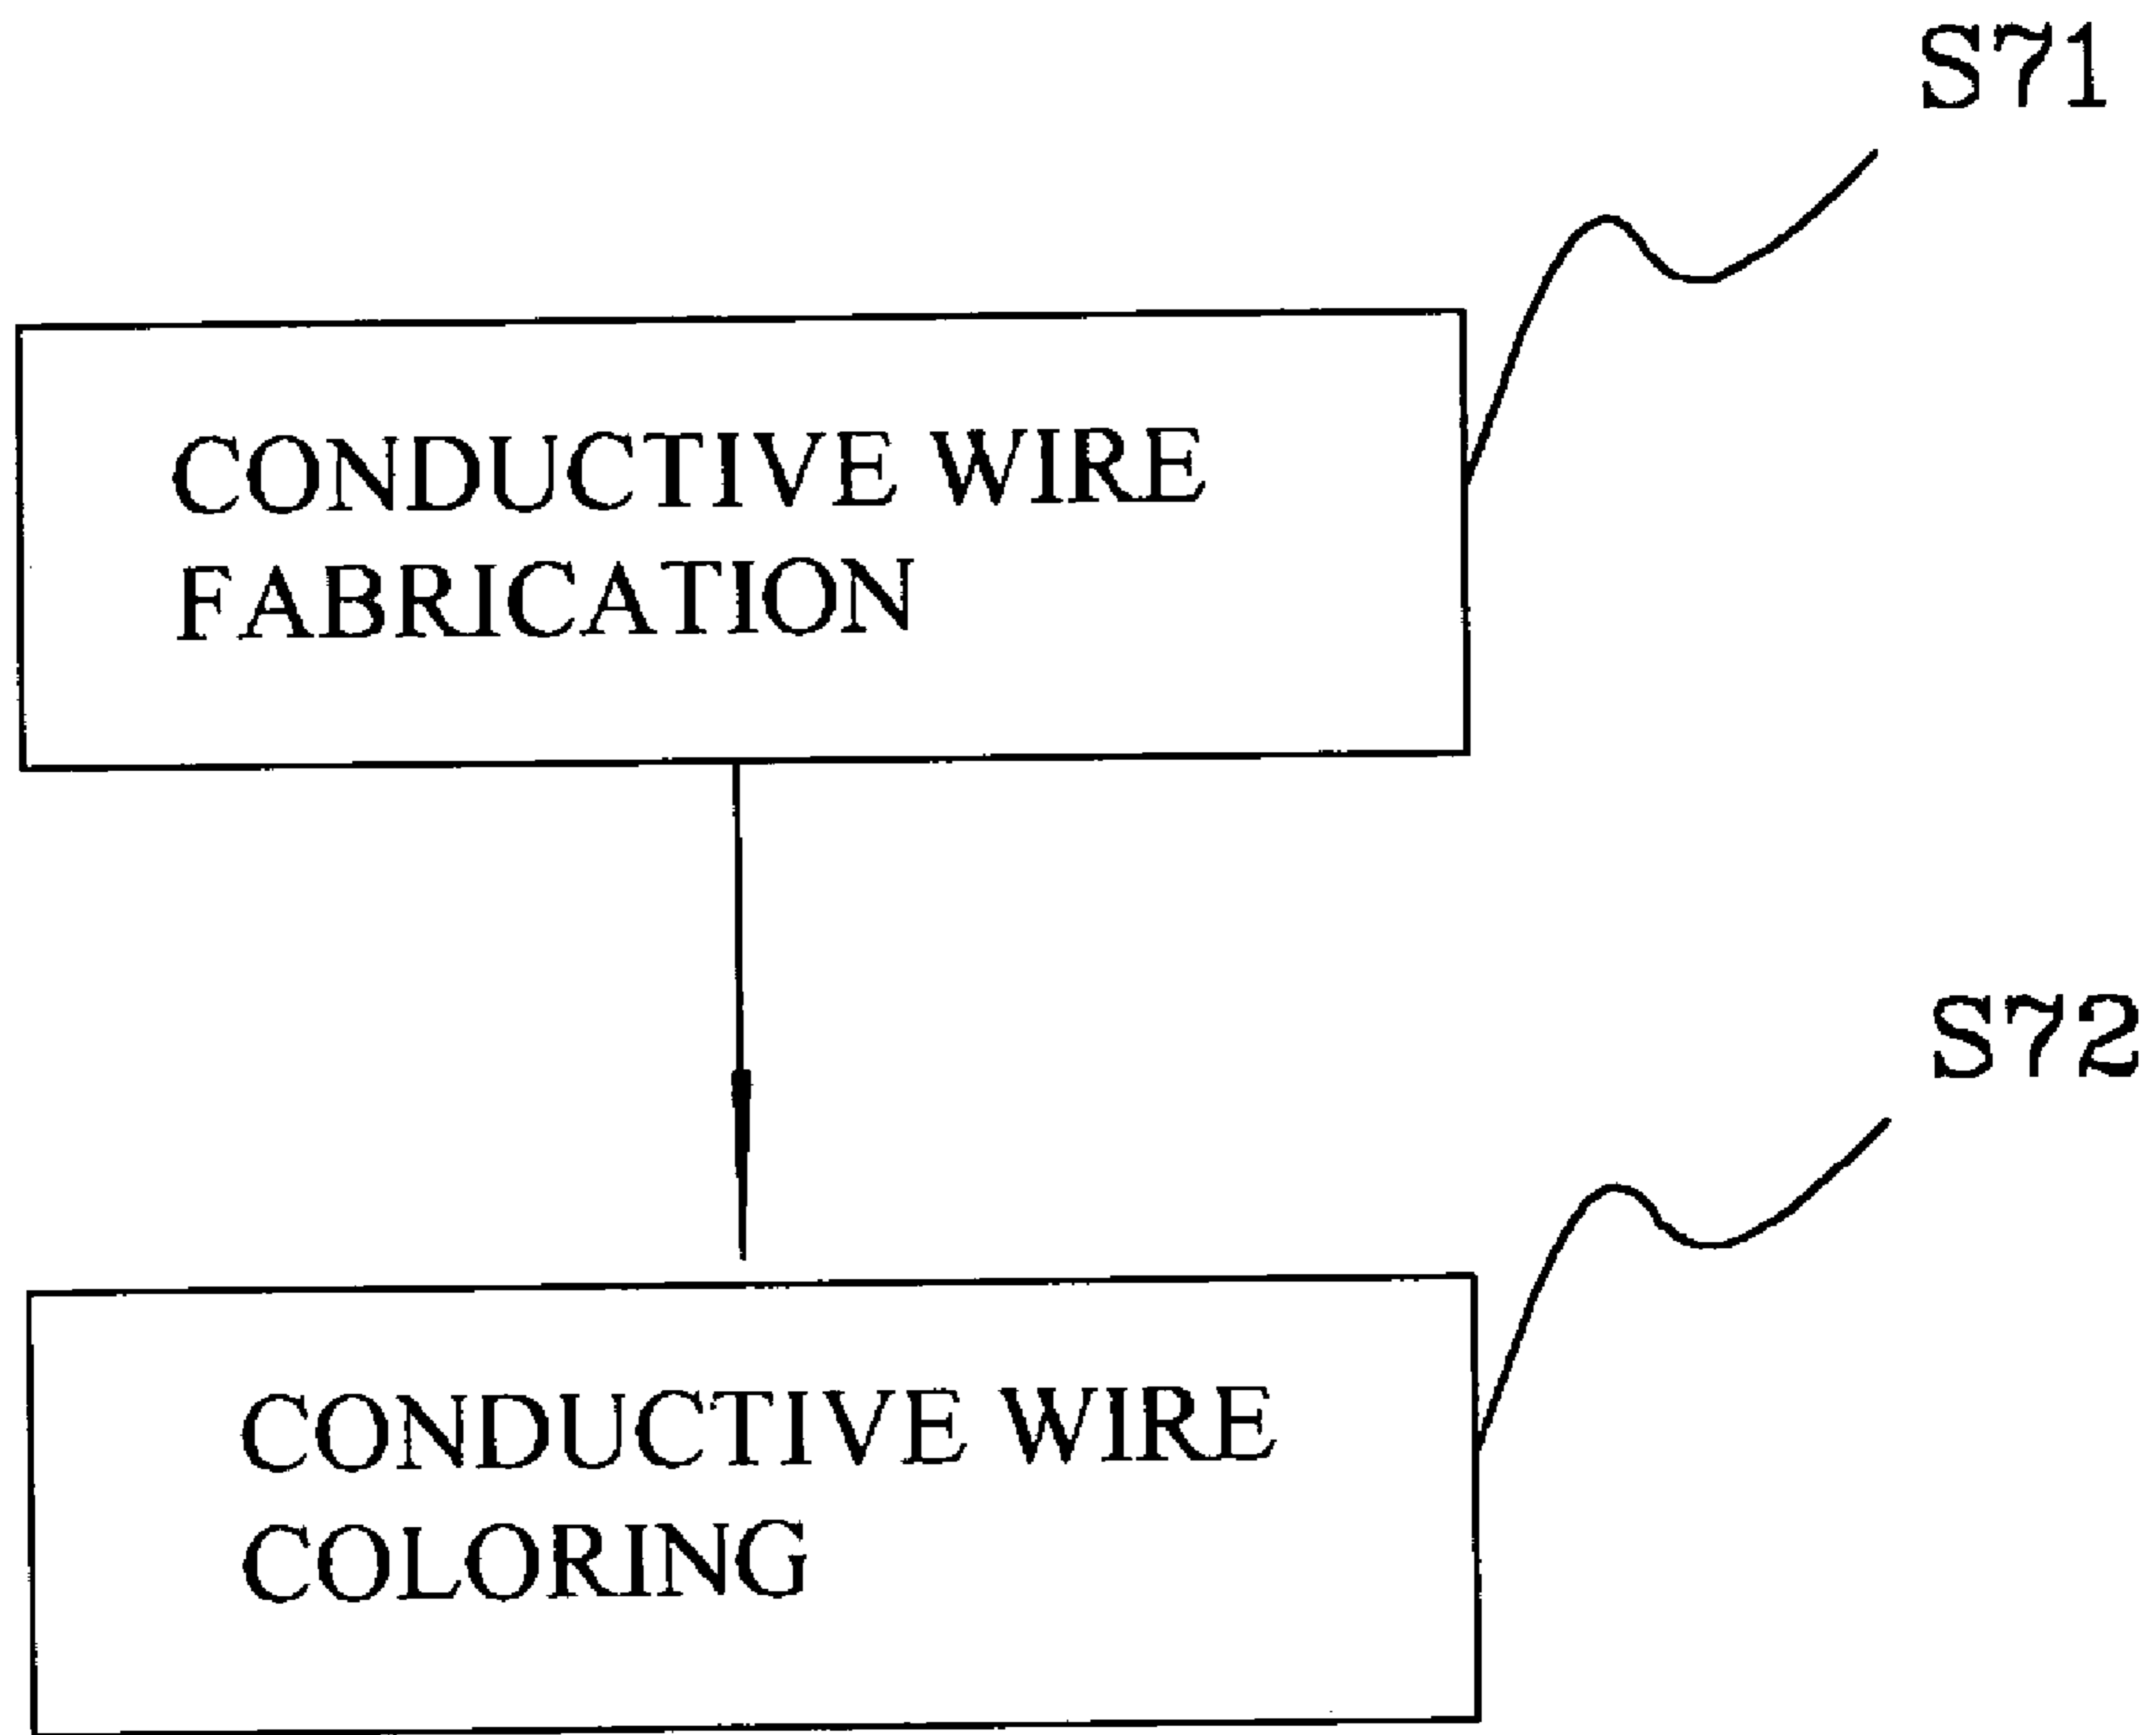 S71
CONDUCTIVE WIRE
FABRICATION
S72
CONDUCTIVE WIRE
COLORING